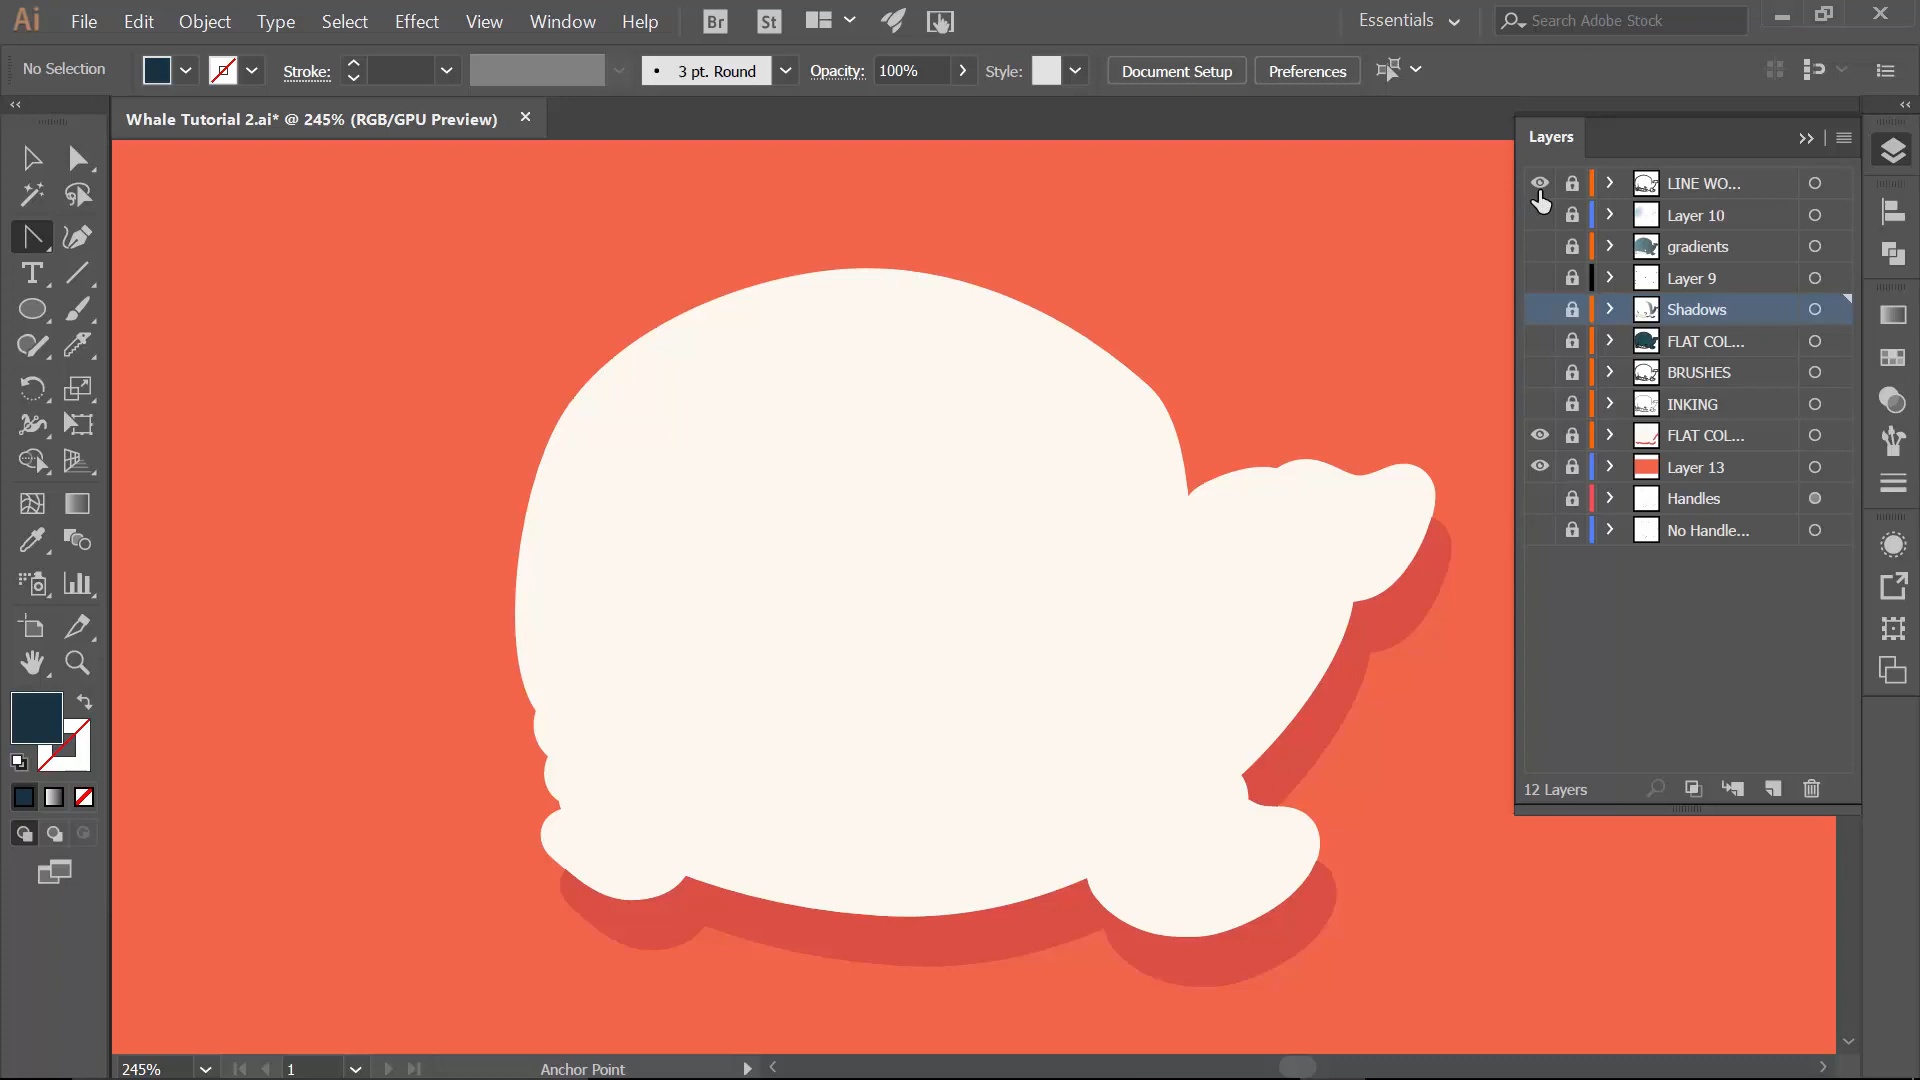 Ai File Edit Object Type Select Effect View Window Help Br St Essentials Search Adobe Stock
No Selection Stroke: 3 pt. Round Opacity: 100% Style: Document Setup Preferences
Whale Tutorial 2.ai* @ 245% (RGB/GPU Preview)
Layers
LINE WO...
Layer 10
gradients
Layer 9
Shadows
FLAT COL...
BRUSHES
INKING
FLAT COL...
Layer 13
Handles
No Handle...
12 Layers
245% 1 Anchor Point